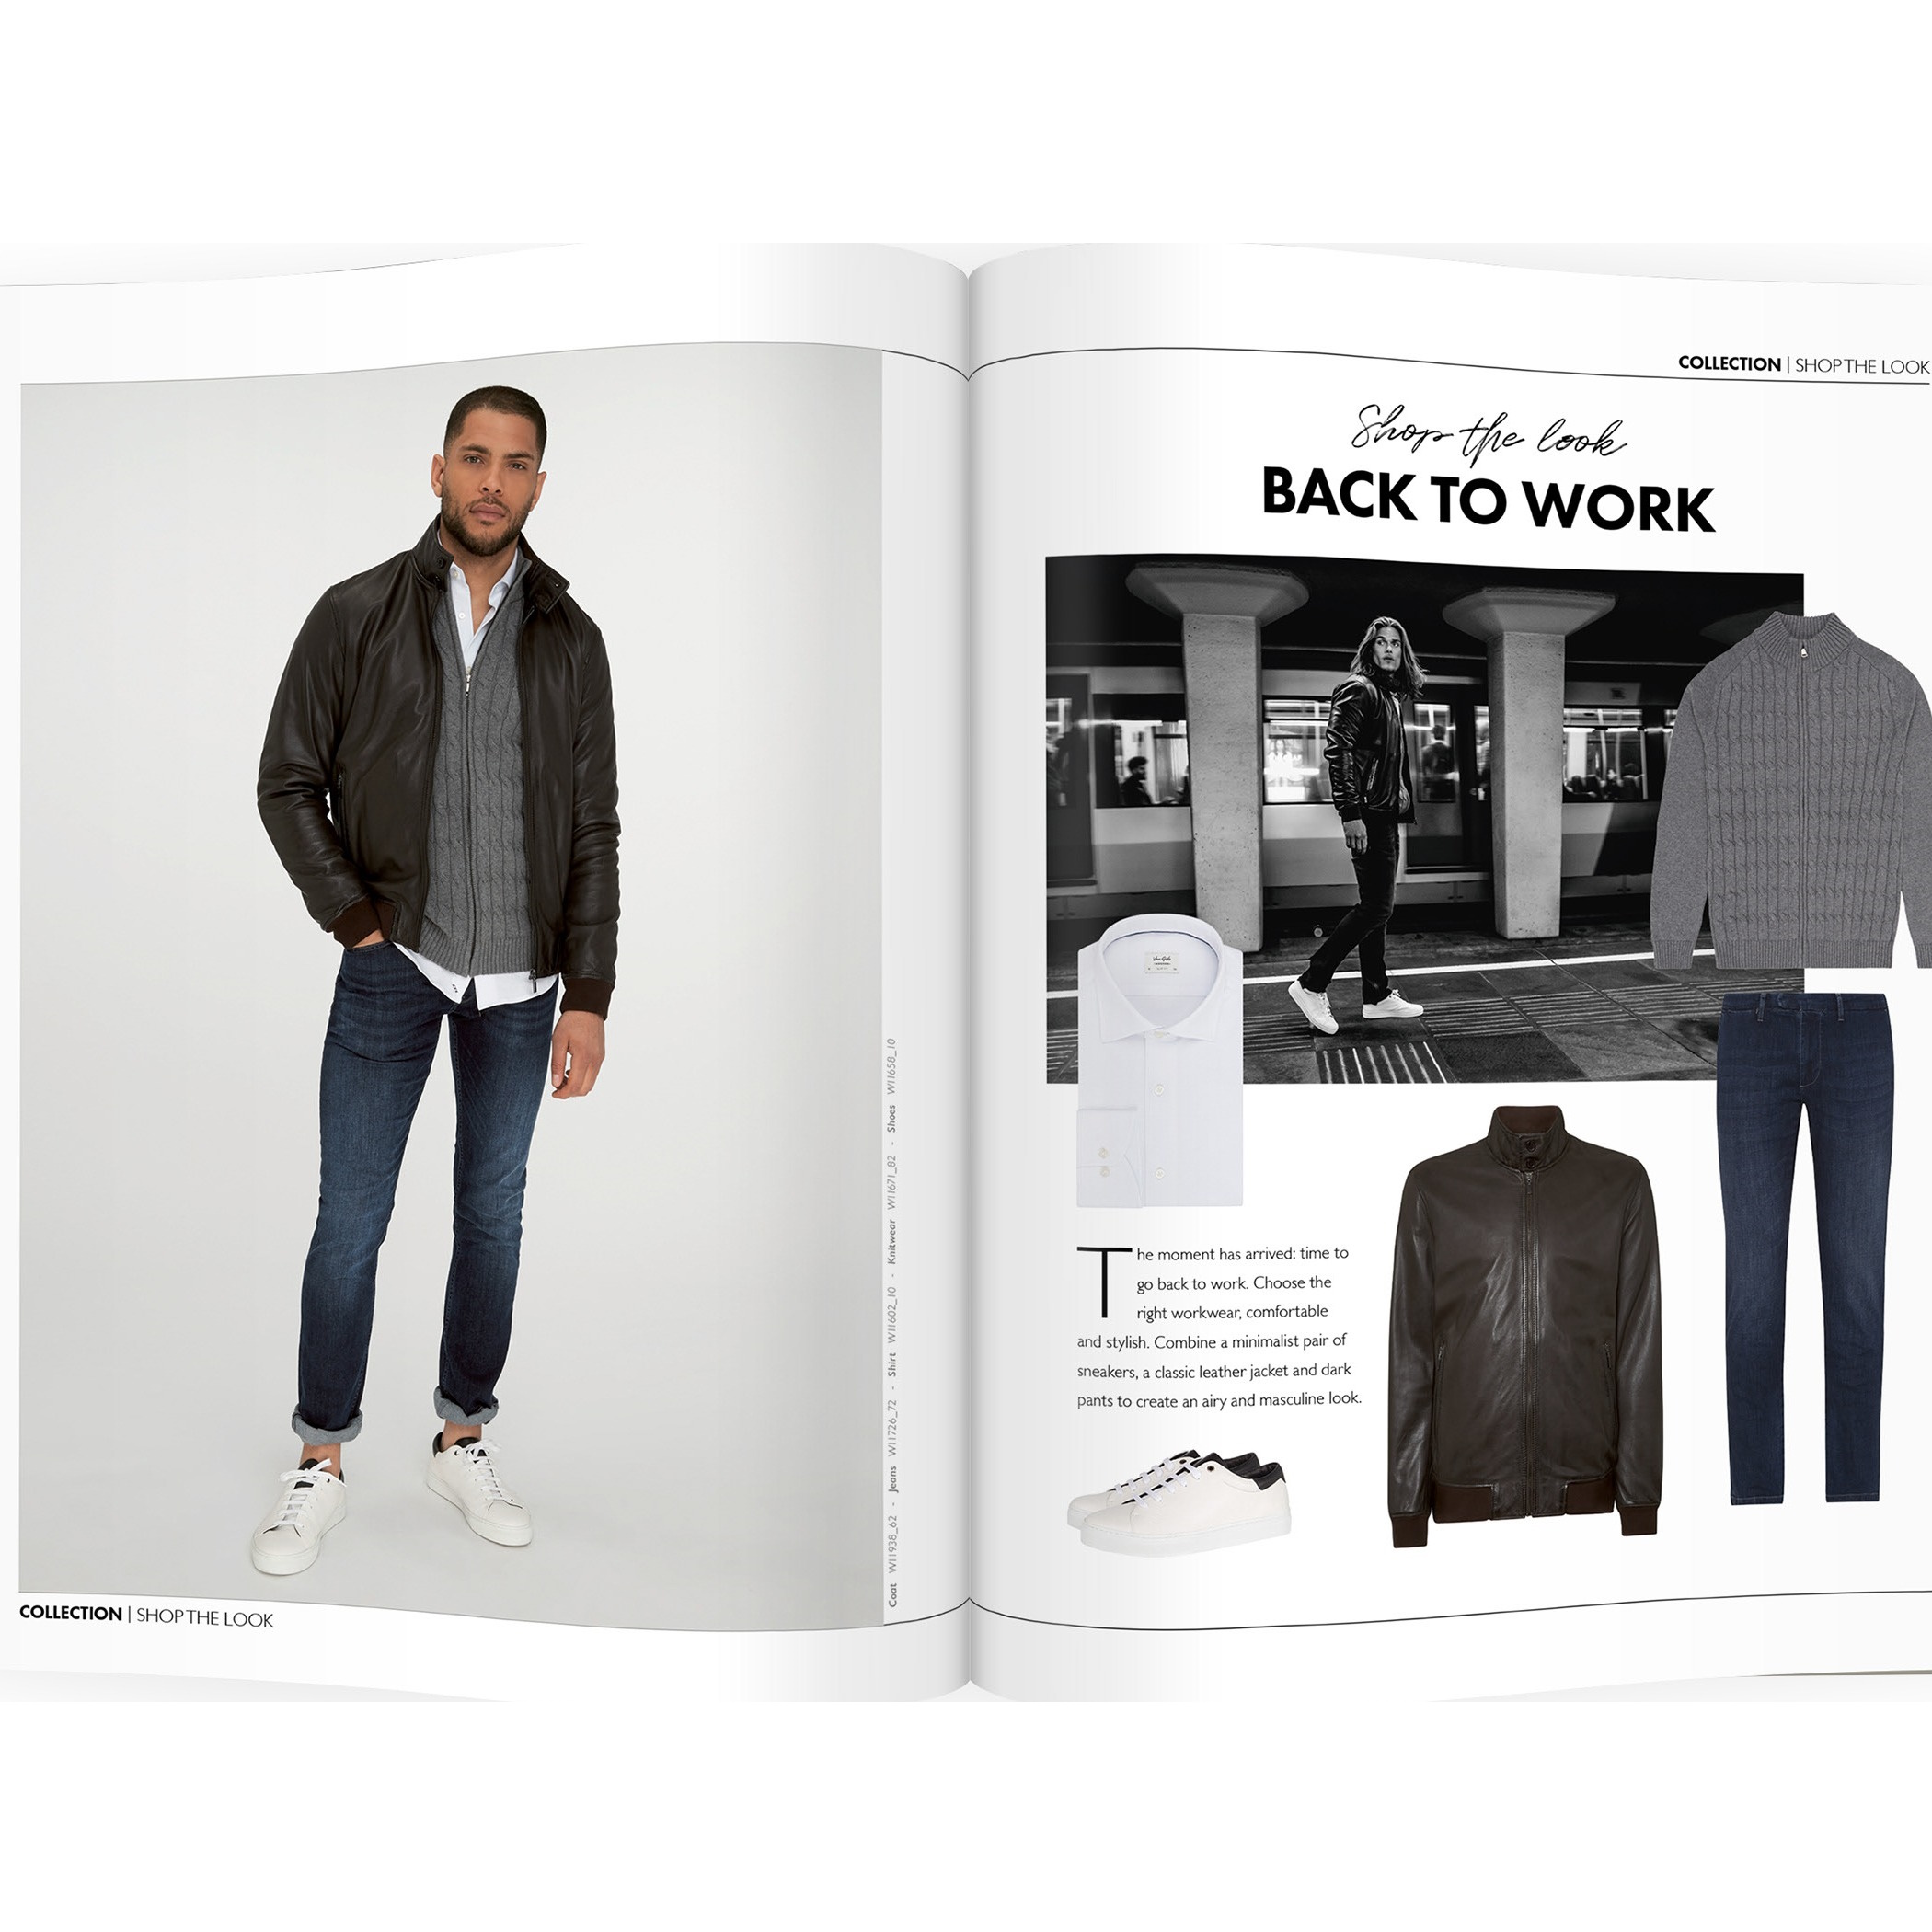 COLLECTION | SHOP THE LOOK
Coat WI1938_62 - Jeans WI1726_72 - Shirt WI1602_10 - Knitwear WI1671_82 - Shoes WI1658_10
COLLECTION | SHOP THE LOOK
Shop the look
BACK TO WORK
The moment has arrived: time to
go back to work. Choose the
right workwear, comfortable
and stylish. Combine a minimalist pair of
sneakers, a classic leather jacket and dark
pants to create an airy and masculine look.